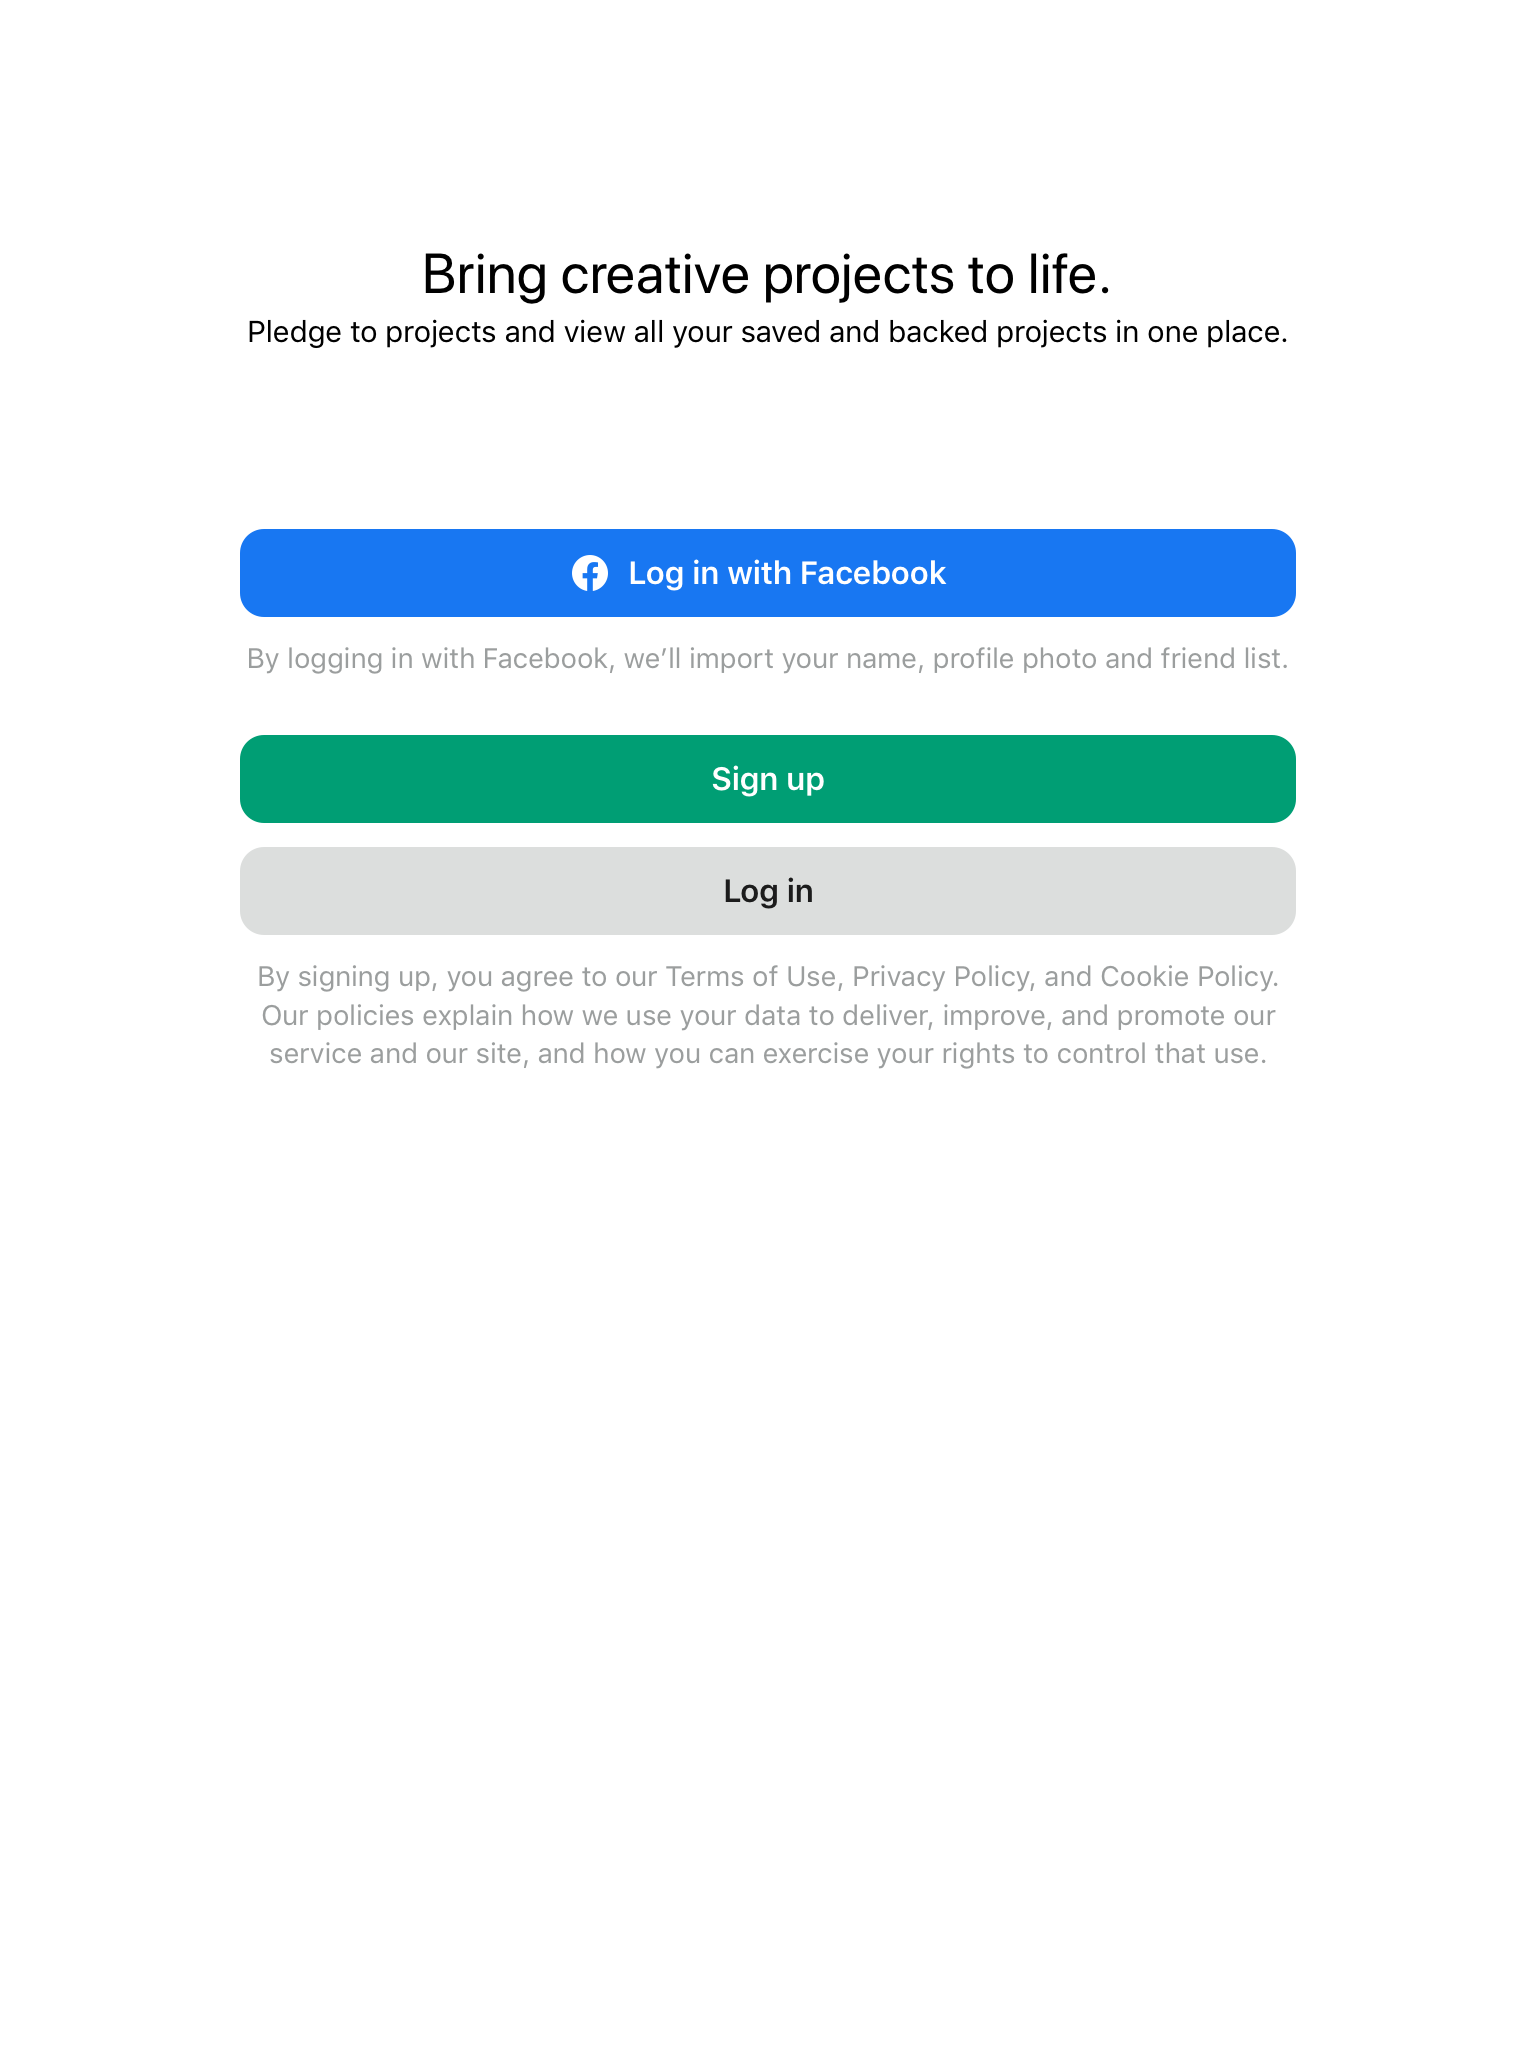 Bring creative projects to life.
Pledge to projects and view all your saved and backed projects in one place.
Log in with Facebook
By logging in with Facebook, we’ll import your name, profile photo and friend list.
Sign up
Log in
By signing up, you agree to our Terms of Use, Privacy Policy, and Cookie Policy.
Our policies explain how we use your data to deliver, improve, and promote our
service and our site, and how you can exercise your rights to control that use.